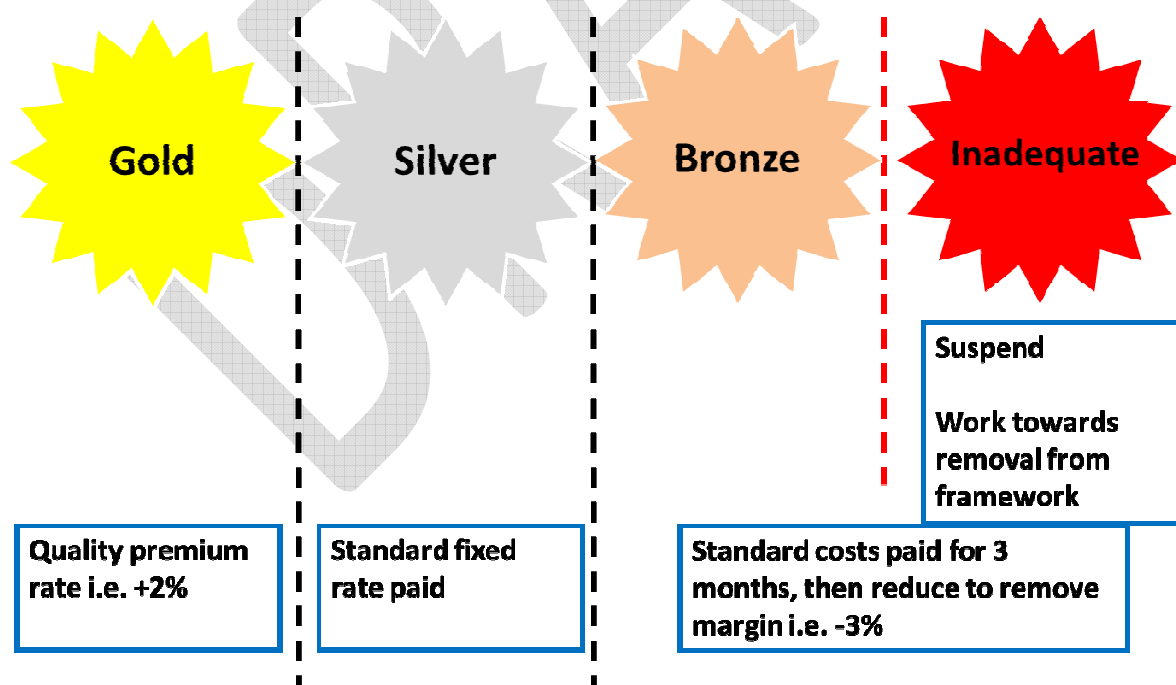 Gold
Silver
Bronze
Inadequate
Suspend
Work towards
removal from
framework
Quality premium
rate i.e. +2%
Standard fixed
rate paid
Standard costs paid for 3
months, then reduce to remove
margin i.e. -3%